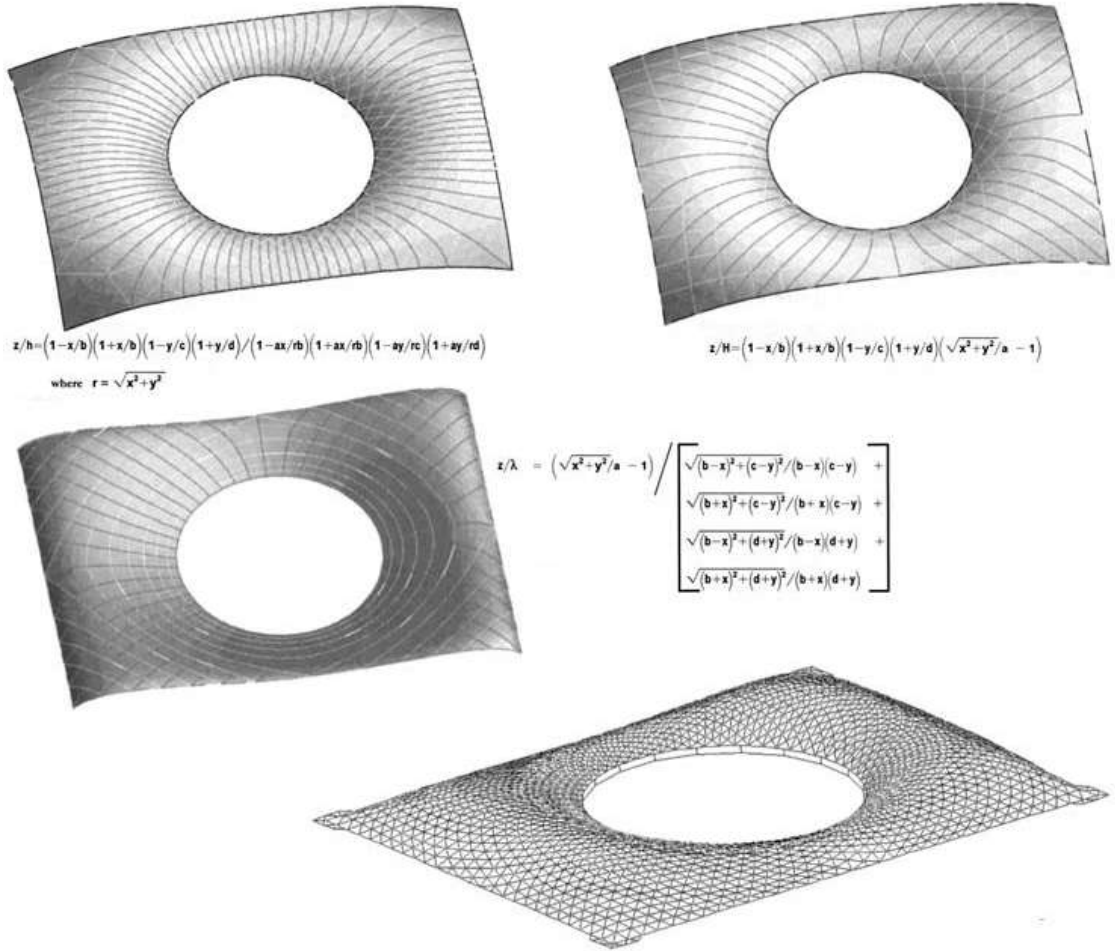 z/h=(1−x/b)(1+x/b)(1−y/c)(1+y/d)/(1−ax/rb)(1+ax/rb)(1−ay/rc)(1+ay/rd)
where r = √x²+y²
z/H=(1−x/b)(1+x/b)(1−y/c)(1+y/d)(√x²+y²/a − 1)
z/λ = (√x²+y²/a − 1) / [ √(b−x)²+(c−y)²/(b−x)(c−y) +
√(b+x)²+(c−y)²/(b+x)(c−y) +
√(b−x)²+(d+y)²/(b−x)(d+y) +
√(b+x)²+(d+y)²/(b+x)(d+y) ]